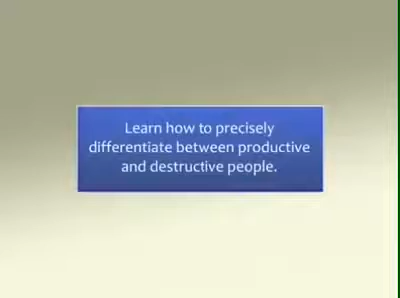 Learn how to precisely
differentiate between productive
and destructive people.